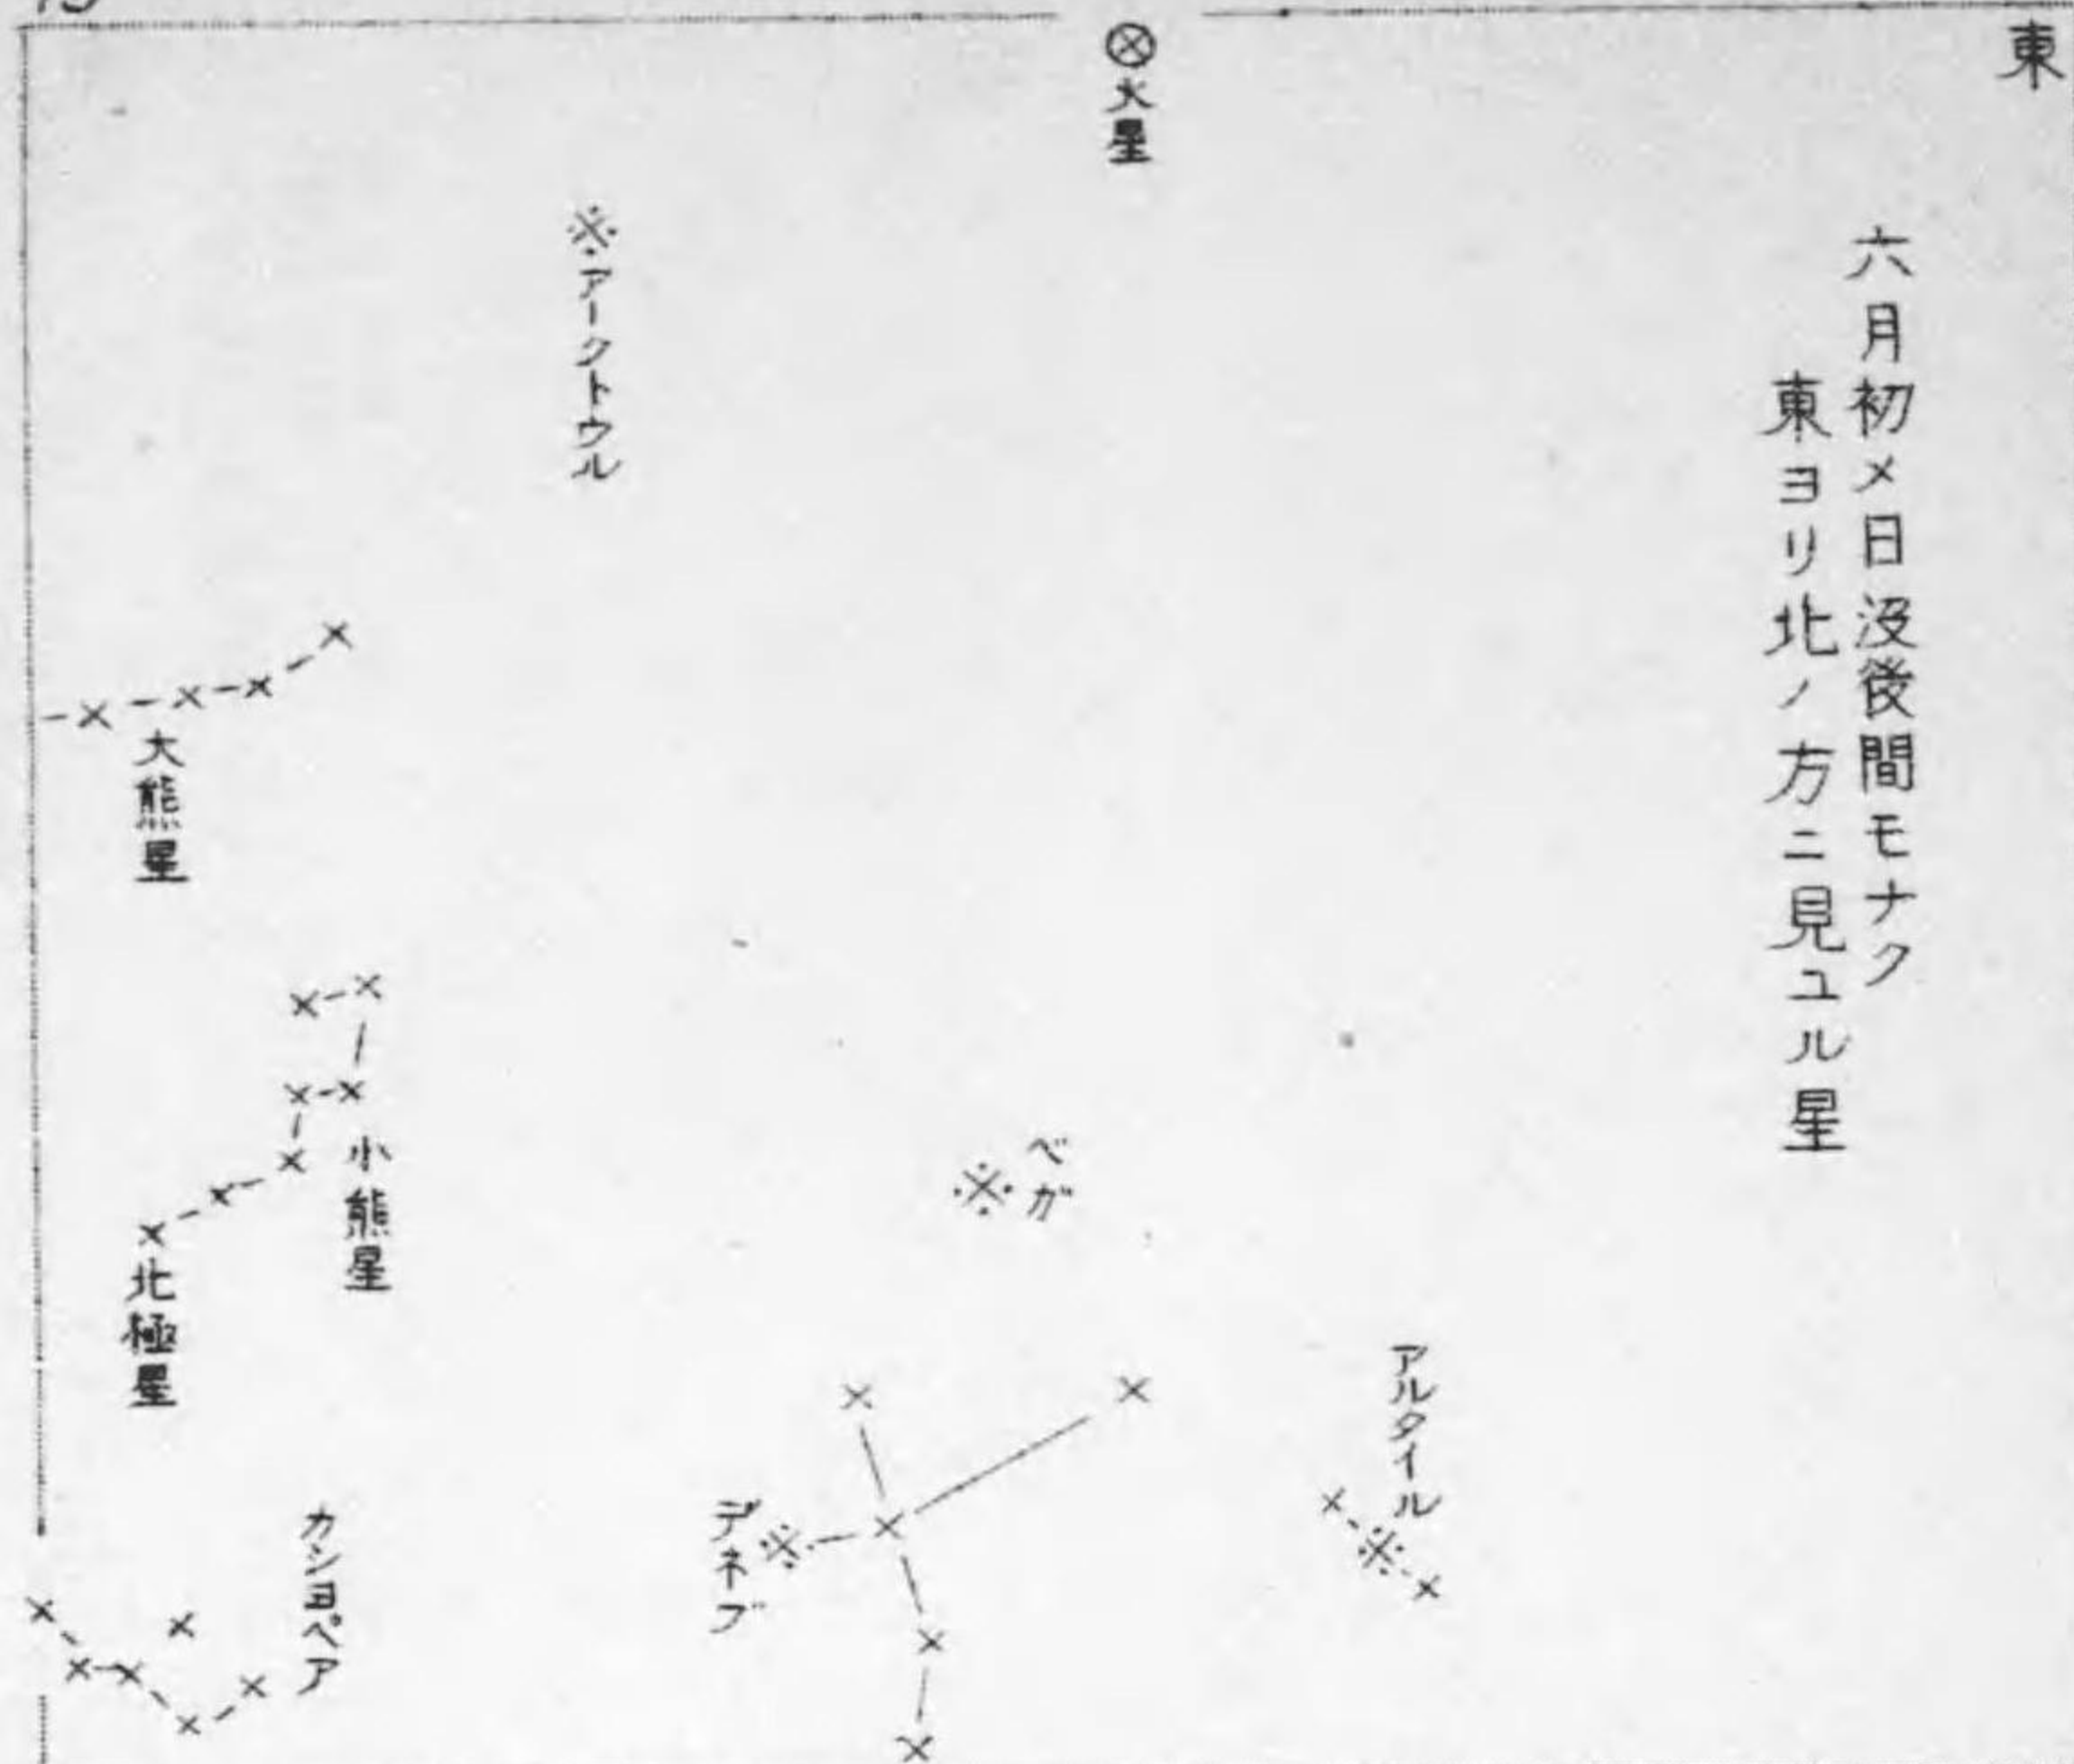 東
六月初メ日没後間モナク
東ヨリ北ノ方ニ見ユル星
火星
アルタイル
ベガ
デネブ
アークトウル
小熊星
カシヨペア
大熊星
北極星